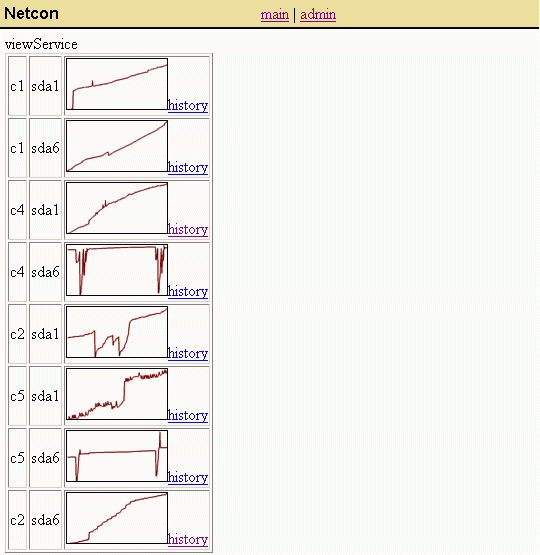 Netcon main | admin
viewService
c1 sda1 history
c1 sda6 history
c4 sda1 history
c4 sda6 history
c2 sda1 history
c5 sda1 history
c5 sda6 history
c2 sda6 history